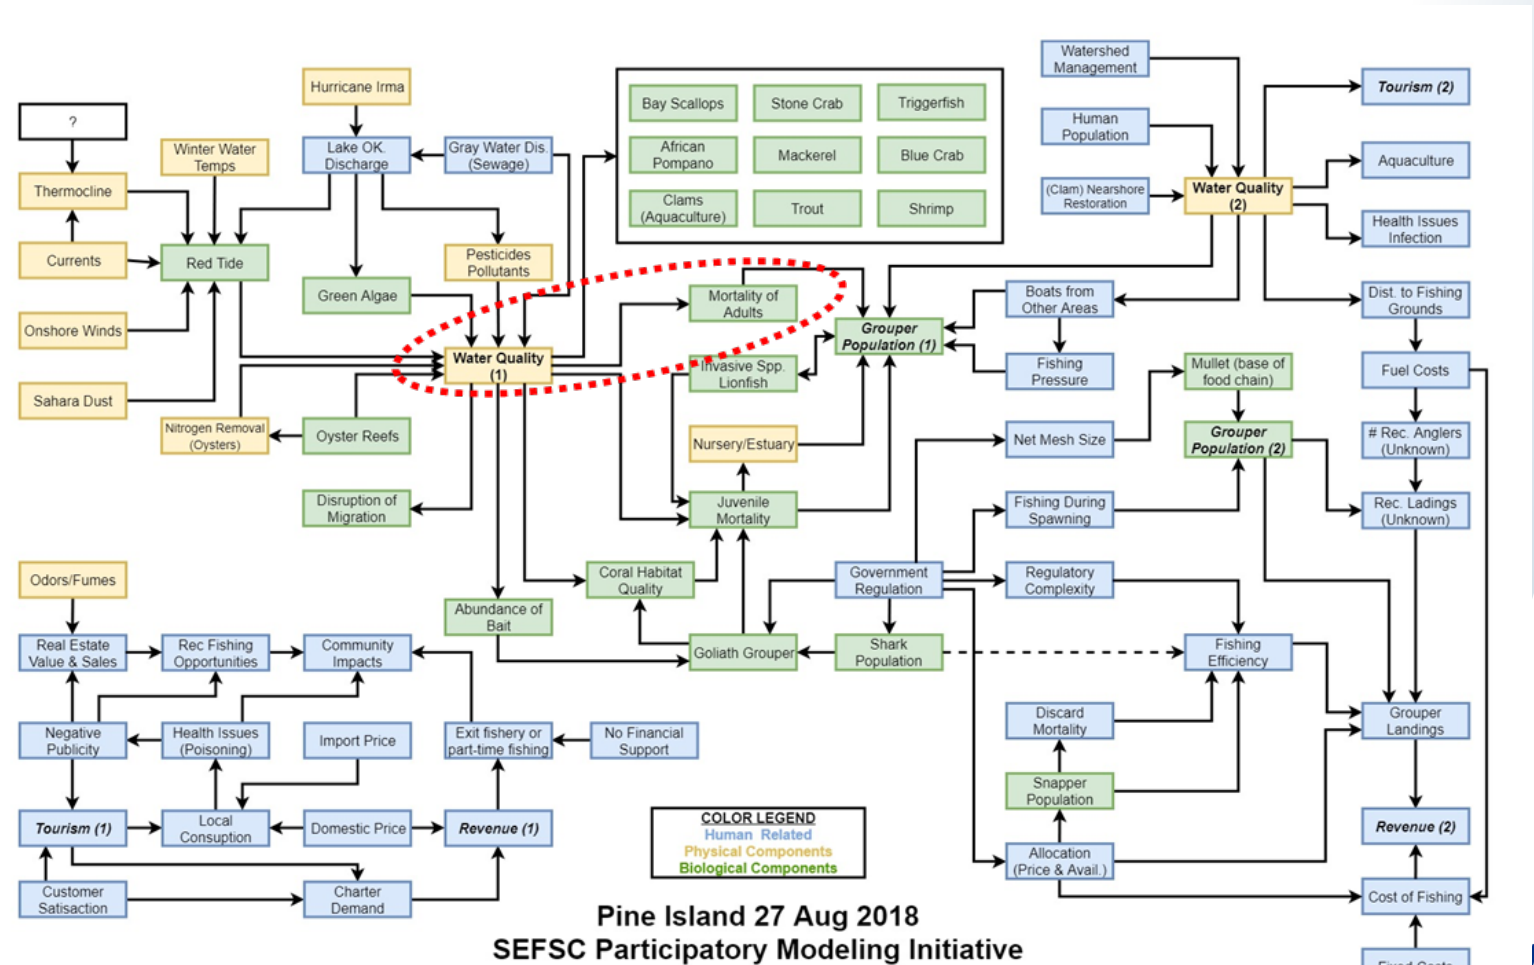 Hurricane Irma
?
Winter Water
Temps
Lake OK.
Discharge
Gray Water Dis.
(Sewage)
Thermocline
Currents
Red Tide
Pesticides
Pollutants
Green Algae
Onshore Winds
Sahara Dust
Nitrogen Removal
(Oysters)
Oyster Reefs
Water Quality
(1)
Disruption of
Migration
Bay Scallops
Stone Crab
Triggerfish
African
Pompano
Mackerel
Blue Crab
Clams
(Aquaculture)
Trout
Shrimp
Mortality of
Adults
Invasive Spp.
Lionfish
Grouper
Population (1)
Nursery/Estuary
Juvenile
Mortality
Coral Habitat
Quality
Abundance of
Bait
Goliath Grouper
Shark
Population
Government
Regulation
Watershed
Management
Human
Population
(Clam) Nearshore
Restoration
Water Quality
(2)
Tourism (2)
Aquaculture
Health Issues
Infection
Boats from
Other Areas
Fishing
Pressure
Dist. to Fishing
Grounds
Mullet (base of
food chain)
Fuel Costs
Net Mesh Size
Grouper
Population (2)
# Rec. Anglers
(Unknown)
Fishing During
Spawning
Rec. Ladings
(Unknown)
Regulatory
Complexity
Fishing
Efficiency
Discard
Mortality
Grouper
Landings
Snapper
Population
Revenue (2)
Allocation
(Price & Avail.)
Cost of Fishing
Fixed Costs
Odors/Fumes
Real Estate
Value & Sales
Rec Fishing
Opportunities
Community
Impacts
Negative
Publicity
Health Issues
(Poisoning)
Import Price
Exit fishery or
part-time fishing
No Financial
Support
Tourism (1)
Local
Consuption
Domestic Price
Revenue (1)
Customer
Satisaction
Charter
Demand
COLOR LEGEND
Human Related
Physical Components
Biological Components
Pine Island 27 Aug 2018
SEFSC Participatory Modeling Initiative